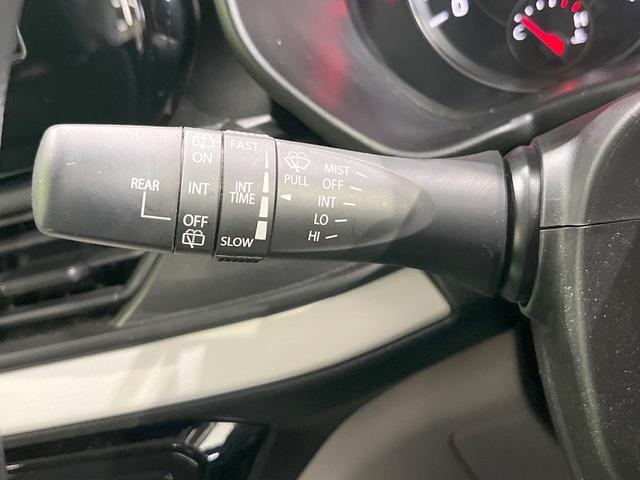 REAR
ON
INT
OFF
FAST
INT
TIME
SLOW
PULL
MIST
OFF
INT
LO
HI